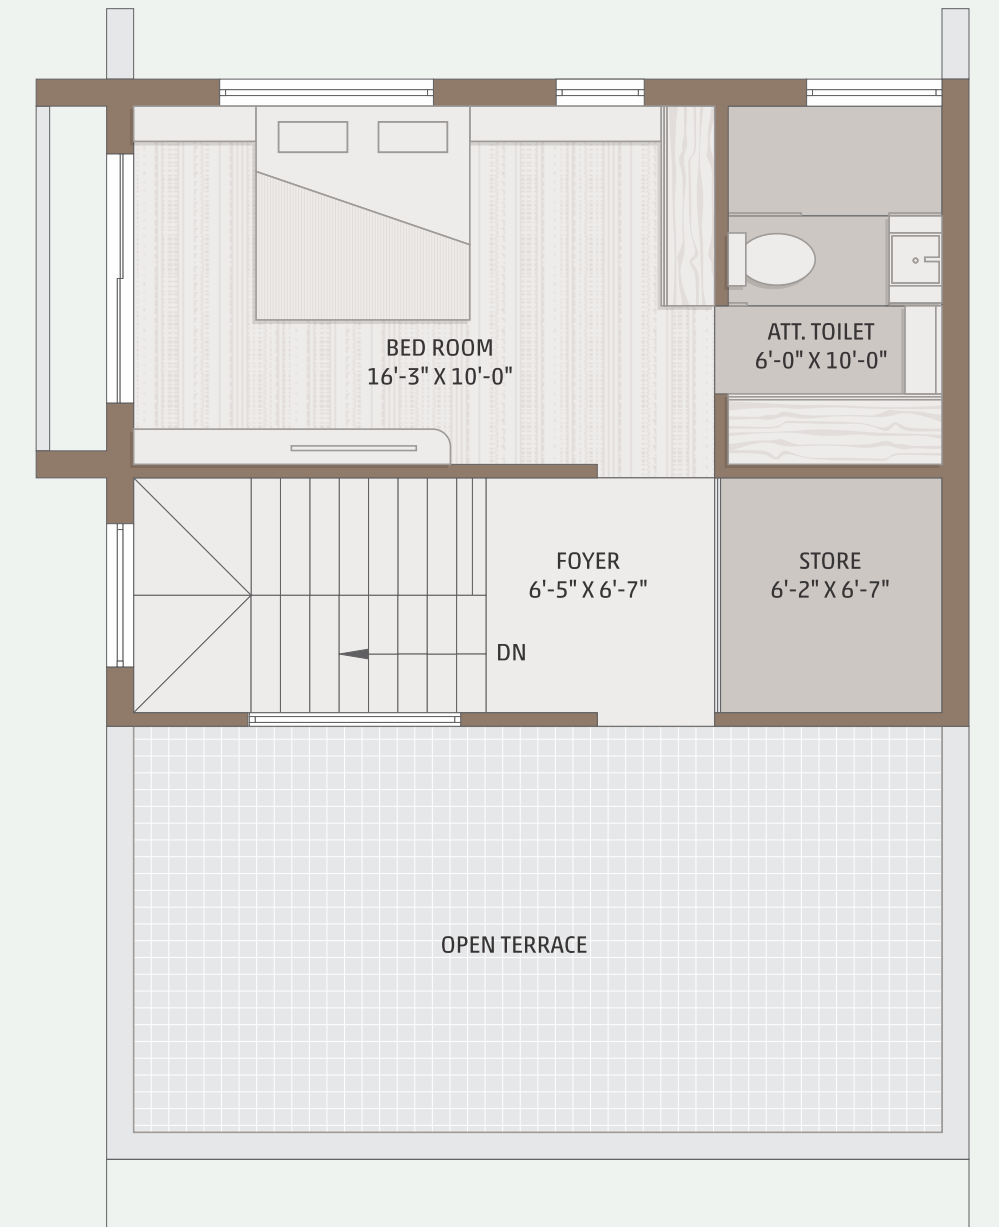 ATT. TOILET
6'-0" X 10'-0"
BED ROOM
16'-3" X 10'-0"
FOYER
6'-5" X 6'-7"
STORE
6'-2" X 6'-7"
DN
OPEN TERRACE